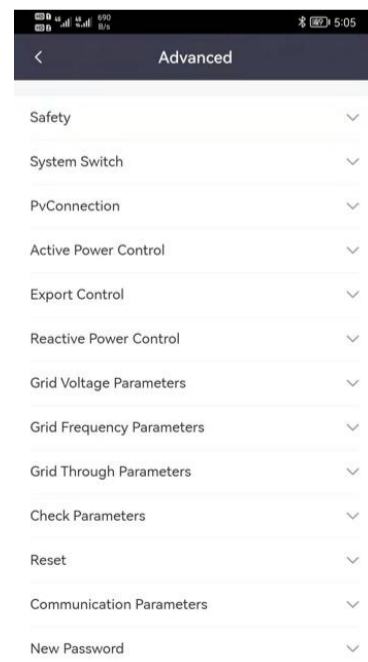 690
B/s
5:05
Advanced
Safety
System Switch
PvConnection
Active Power Control
Export Control
Reactive Power Control
Grid Voltage Parameters
Grid Frequency Parameters
Grid Through Parameters
Check Parameters
Reset
Communication Parameters
New Password